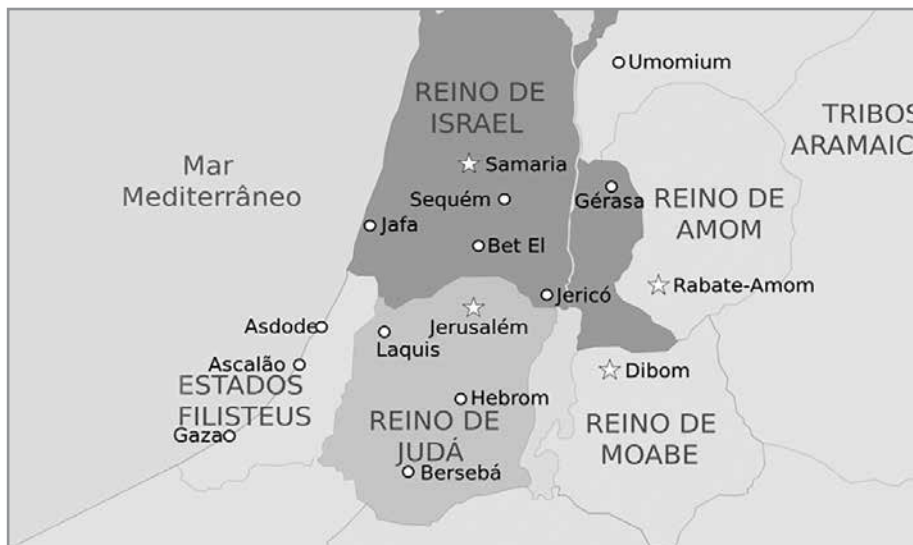 Umomium
REINO DE
ISRAEL
TRIBOS
ARAMAIC
Mar
Mediterrâneo
Samaria
Sequém
Gérasa
REINO DE
AMOM
Jafa
Bet El
Jericó
Rabate-Amom
Asdode
Jerusalém
Laquis
Ascalão
Dibom
ESTADOS
FILISTEUS
Hebrom
Gaza
REINO DE
JUDÁ
REINO DE
MOABE
Bersebá